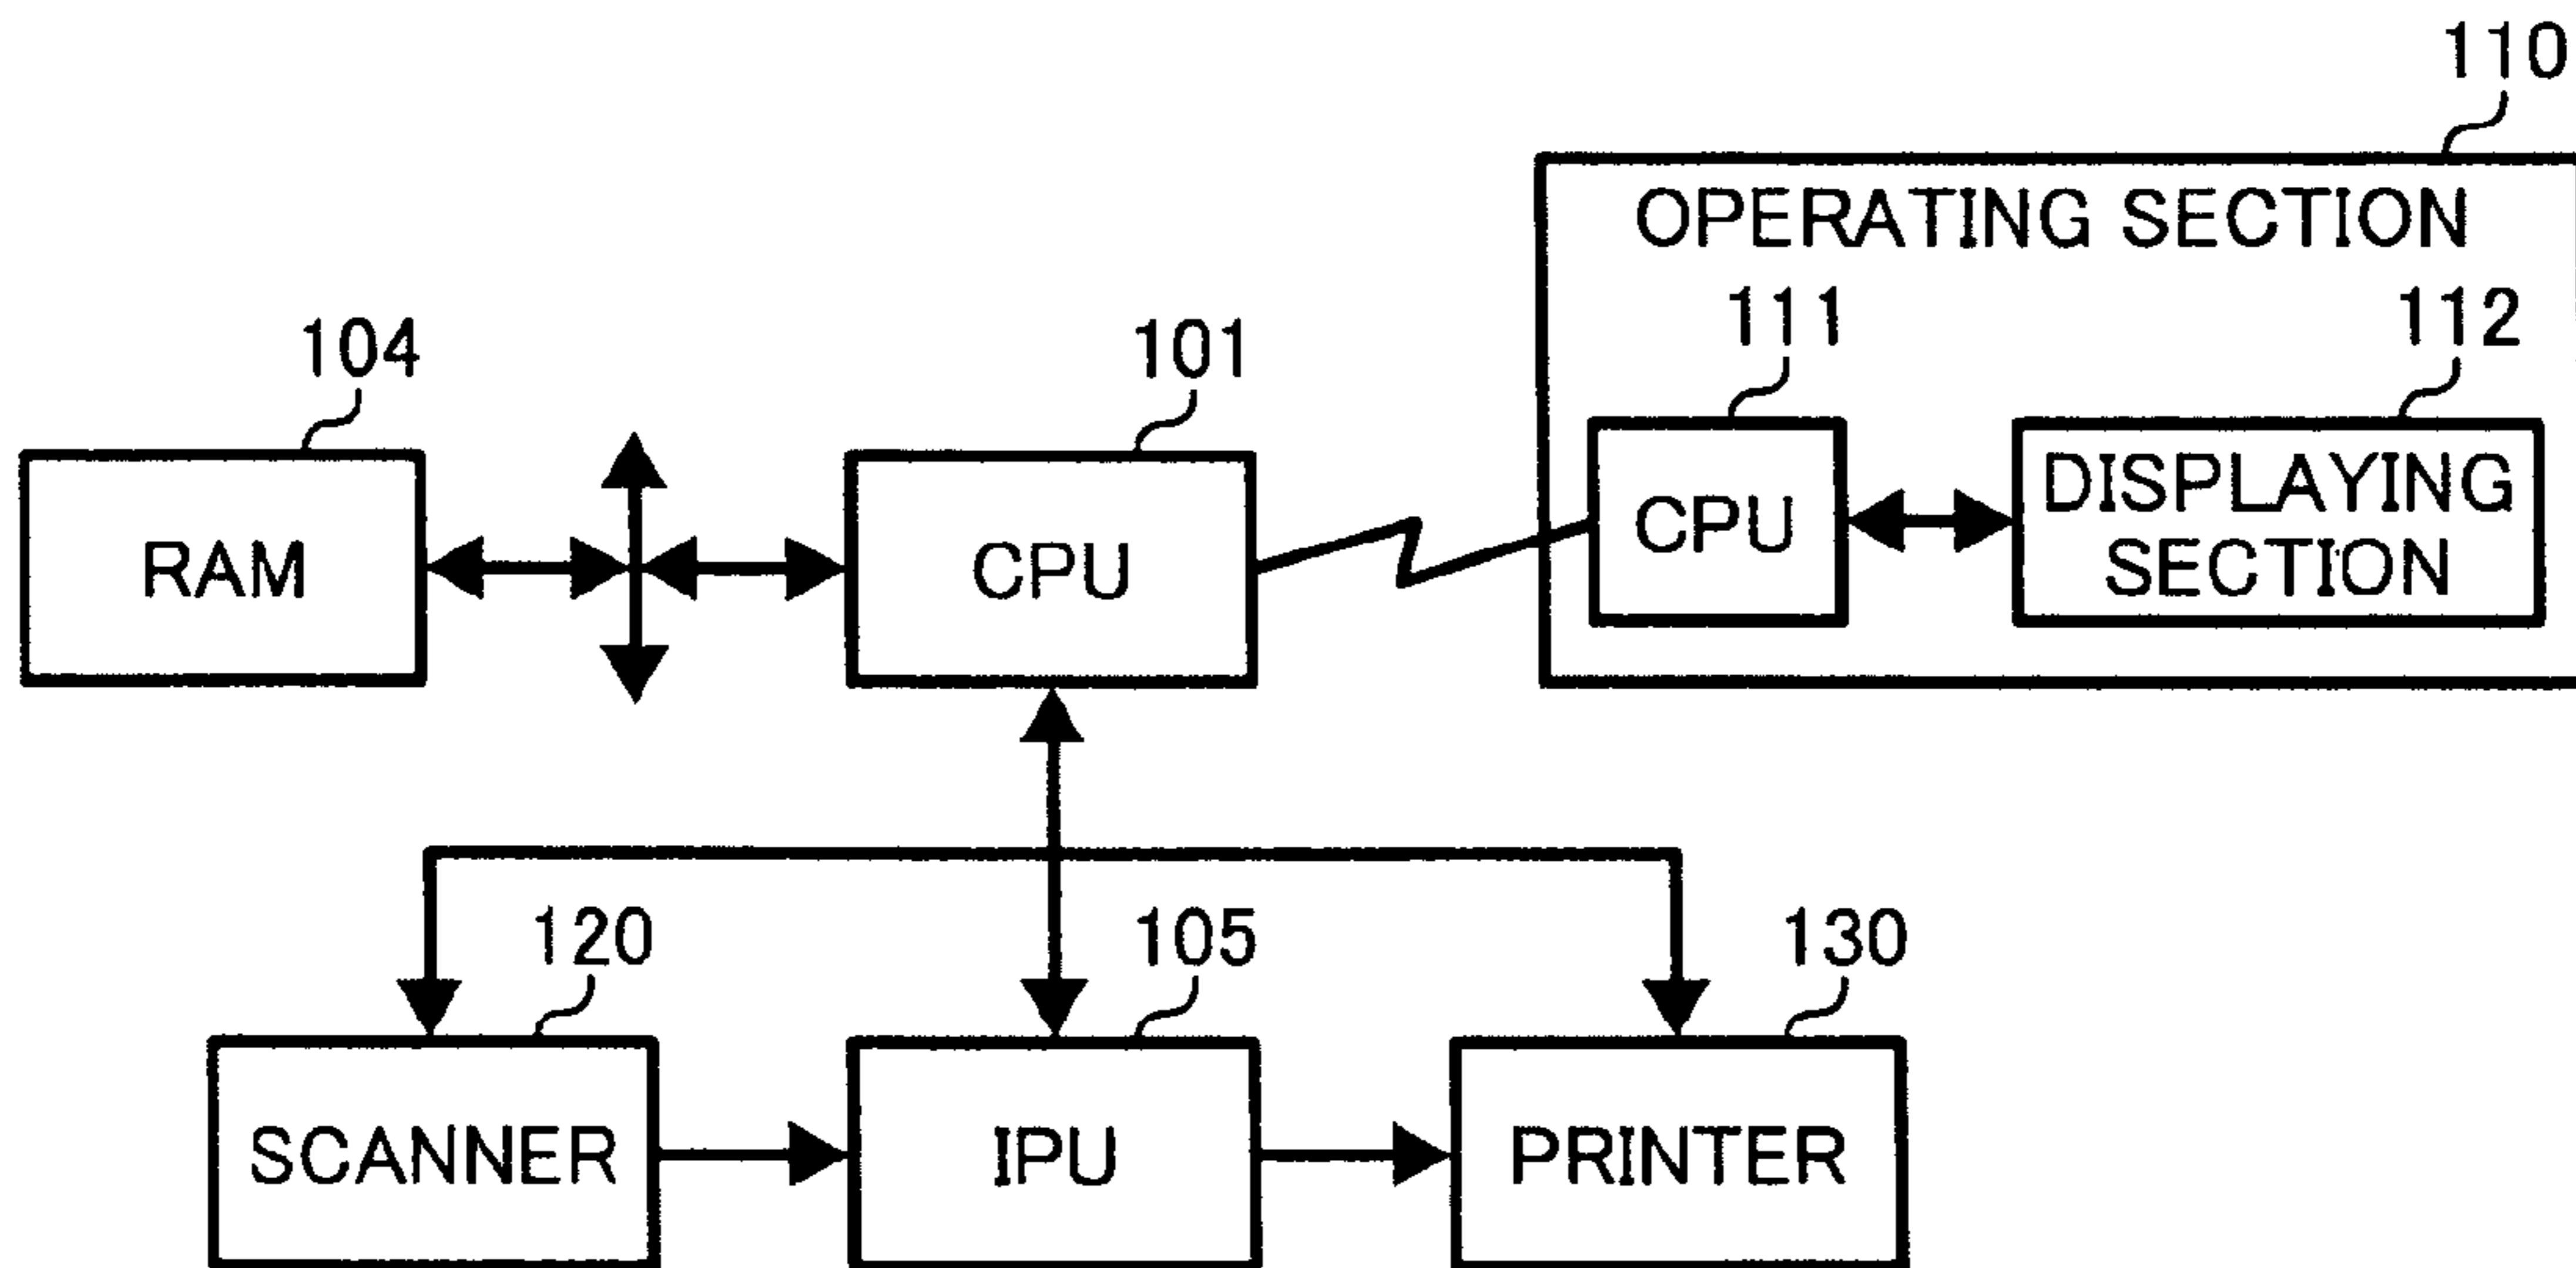 110
OPERATING SECTION
111
112
104
101
RAM
CPU
CPU
DISPLAYING
SECTION
120
105
130
SCANNER
IPU
PRINTER